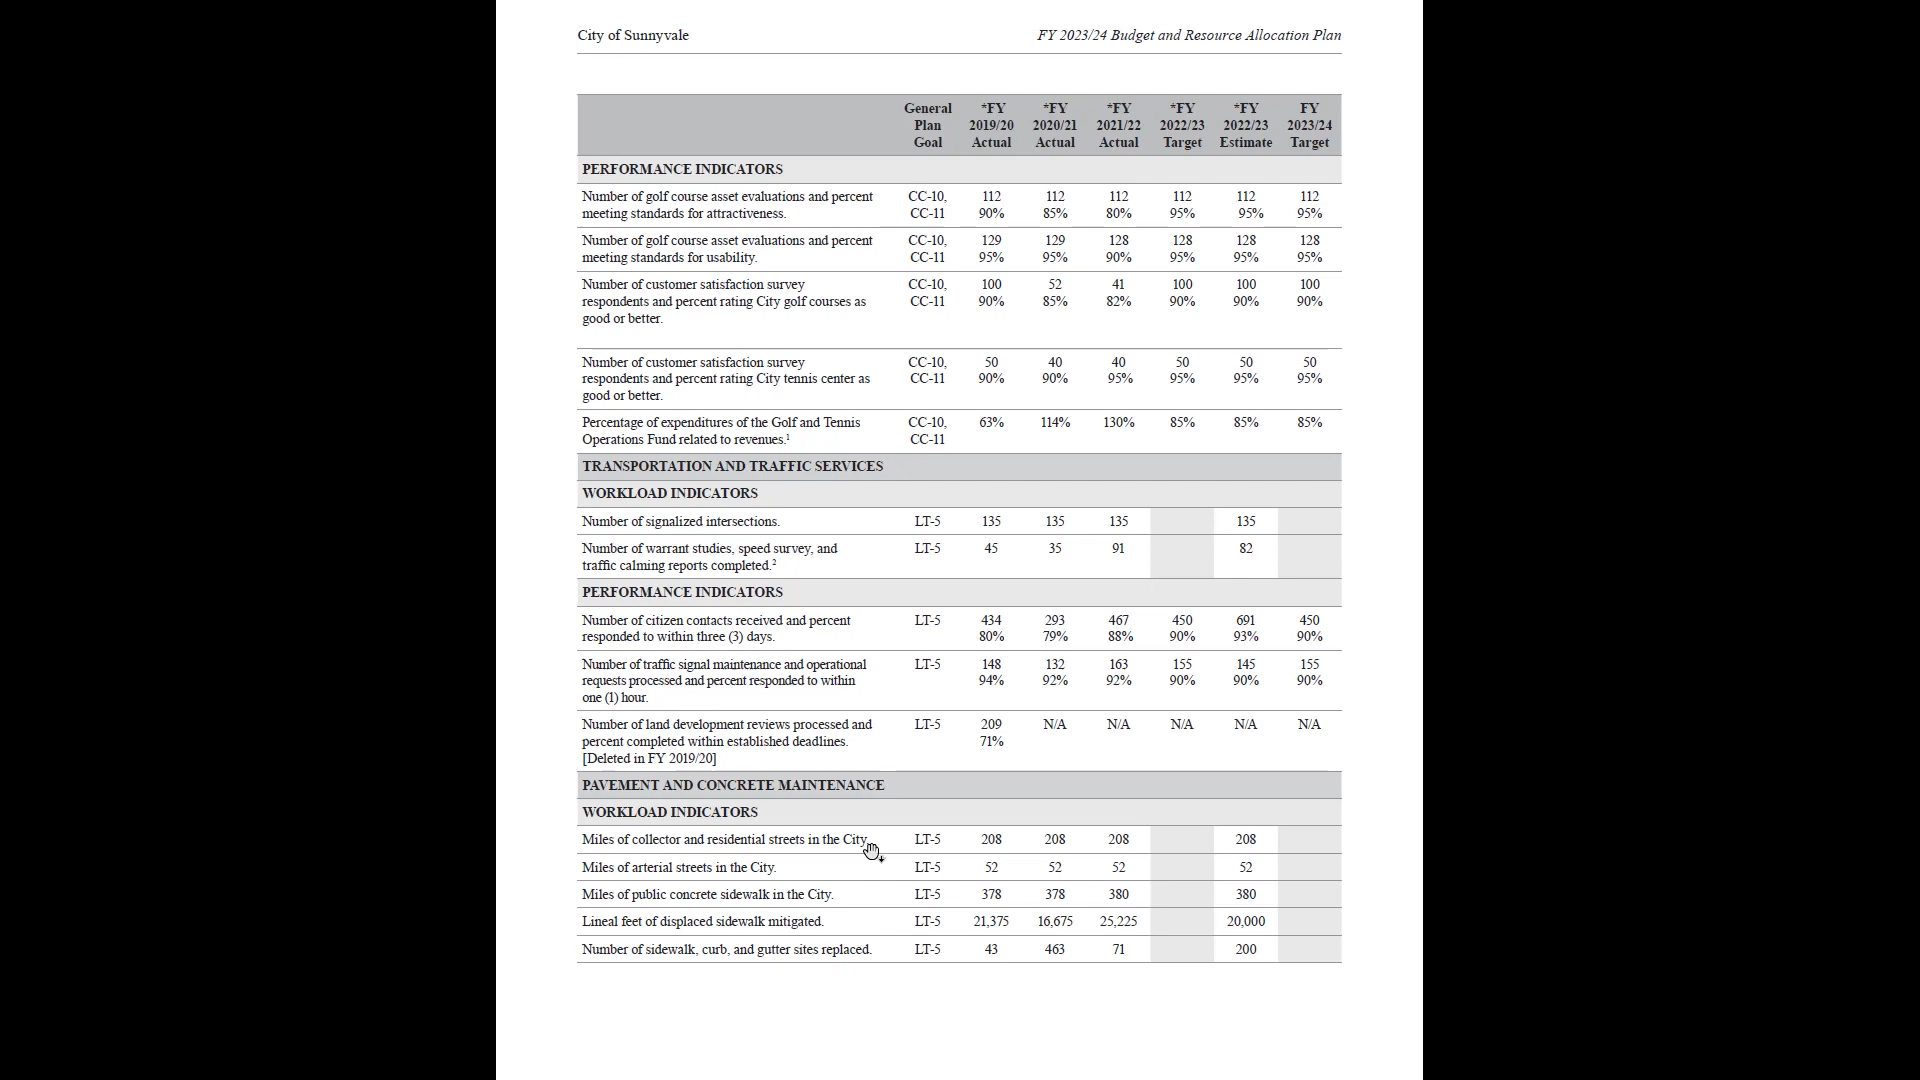 City of Sunnyvale FY 2023/24 Budget and Resource Allocation Plan
General *FY *FY *FY *FY *FY FY
Plan 2019/20 2020/21 2021/22 2022/23 2022/23 2023/24
Goal Actual Actual Actual Target Estimate Target
PERFORMANCE INDICATORS
Number of golf course asset evaluations and percent CC-10, 112 112 112 112 112 112
meeting standards for attractiveness. CC-11 90% 85% 80% 95% 95% 95%
Number of golf course asset evaluations and percent CC-10, 129 129 128 128 128 128
meeting standards for usability. CC-11 95% 95% 90% 95% 95% 95%
Number of customer satisfaction survey CC-10, 100 52 41 100 100 100
respondents and percent rating City golf courses as CC-11 90% 85% 82% 90% 90% 90%
good or better.
Number of customer satisfaction survey CC-10, 50 40 40 50 50 50
respondents and percent rating City tennis center as CC-11 90% 90% 95% 95% 95% 95%
good or better.
Percentage of expenditures of the Golf and Tennis CC-10, 63% 114% 130% 85% 85% 85%
Operations Fund related to revenues.¹ CC-11
TRANSPORTATION AND TRAFFIC SERVICES
WORKLOAD INDICATORS
Number of signalized intersections. LT-5 135 135 135 135
Number of warrant studies, speed survey, and LT-5 45 35 91 82
traffic calming reports completed.²
PERFORMANCE INDICATORS
Number of citizen contacts received and percent LT-5 434 293 467 450 691 450
responded to within three (3) days. 80% 79% 88% 90% 93% 90%
Number of traffic signal maintenance and operational LT-5 148 132 163 155 145 155
requests processed and percent responded to within 94% 92% 92% 90% 90% 90%
one (1) hour.
Number of land development reviews processed and LT-5 209 N/A N/A N/A N/A N/A
percent completed within established deadlines. 71%
[Deleted in FY 2019/20]
PAVEMENT AND CONCRETE MAINTENANCE
WORKLOAD INDICATORS
Miles of collector and residential streets in the City. LT-5 208 208 208 208
Miles of arterial streets in the City. LT-5 52 52 52 52
Miles of public concrete sidewalk in the City. LT-5 378 378 380 380
Lineal feet of displaced sidewalk mitigated. LT-5 21,375 16,675 25,225 20,000
Number of sidewalk, curb, and gutter sites replaced. LT-5 43 463 71 200